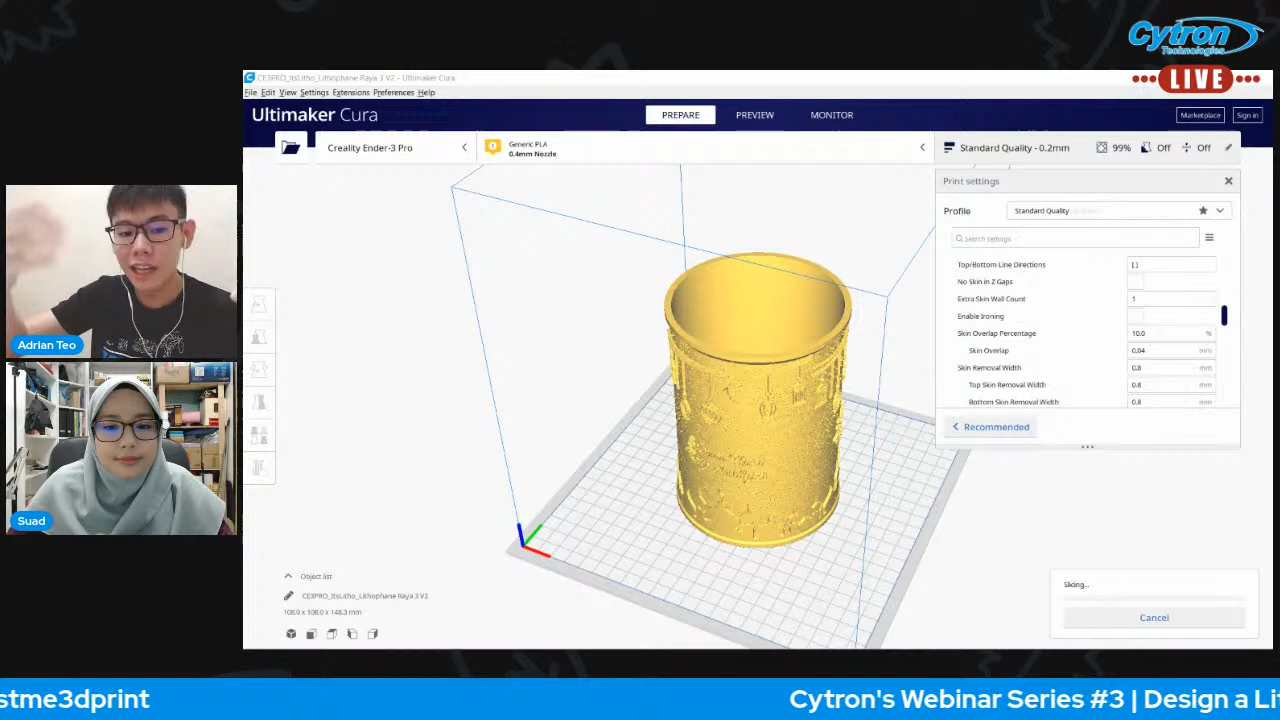 Cytron
Technologies
LIVE
CE3PRO_ItsLitho_Lithophane Raya 3 V2 - Ultimaker Cura
File Edit View Settings Extensions Preferences Help
Ultimaker Cura
PREPARE
PREVIEW
MONITOR
Marketplace
Sign in
Creality Ender-3 Pro
Generic PLA
0.4mm Nozzle
Standard Quality - 0.2mm
99%
Off
Off
Print settings
Profile
Standard Quality
Search settings
Top/Bottom Line Directions
[ ]
No Skin in Z Gaps
Extra Skin Wall Count
1
Enable Ironing
Skin Overlap Percentage
10.0 %
Skin Overlap
0.04 mm
Skin Removal Width
0.8 mm
Top Skin Removal Width
0.8 mm
Bottom Skin Removal Width
0.8 mm
Recommended
Adrian Teo
Suad
Object list
CE3PRO_ItsLitho_Lithophane Raya 3 V2
108.0 x 108.0 x 148.3 mm
Slicing...
Cancel
stme3dprint
Cytron's Webinar Series #3 | Design a Li